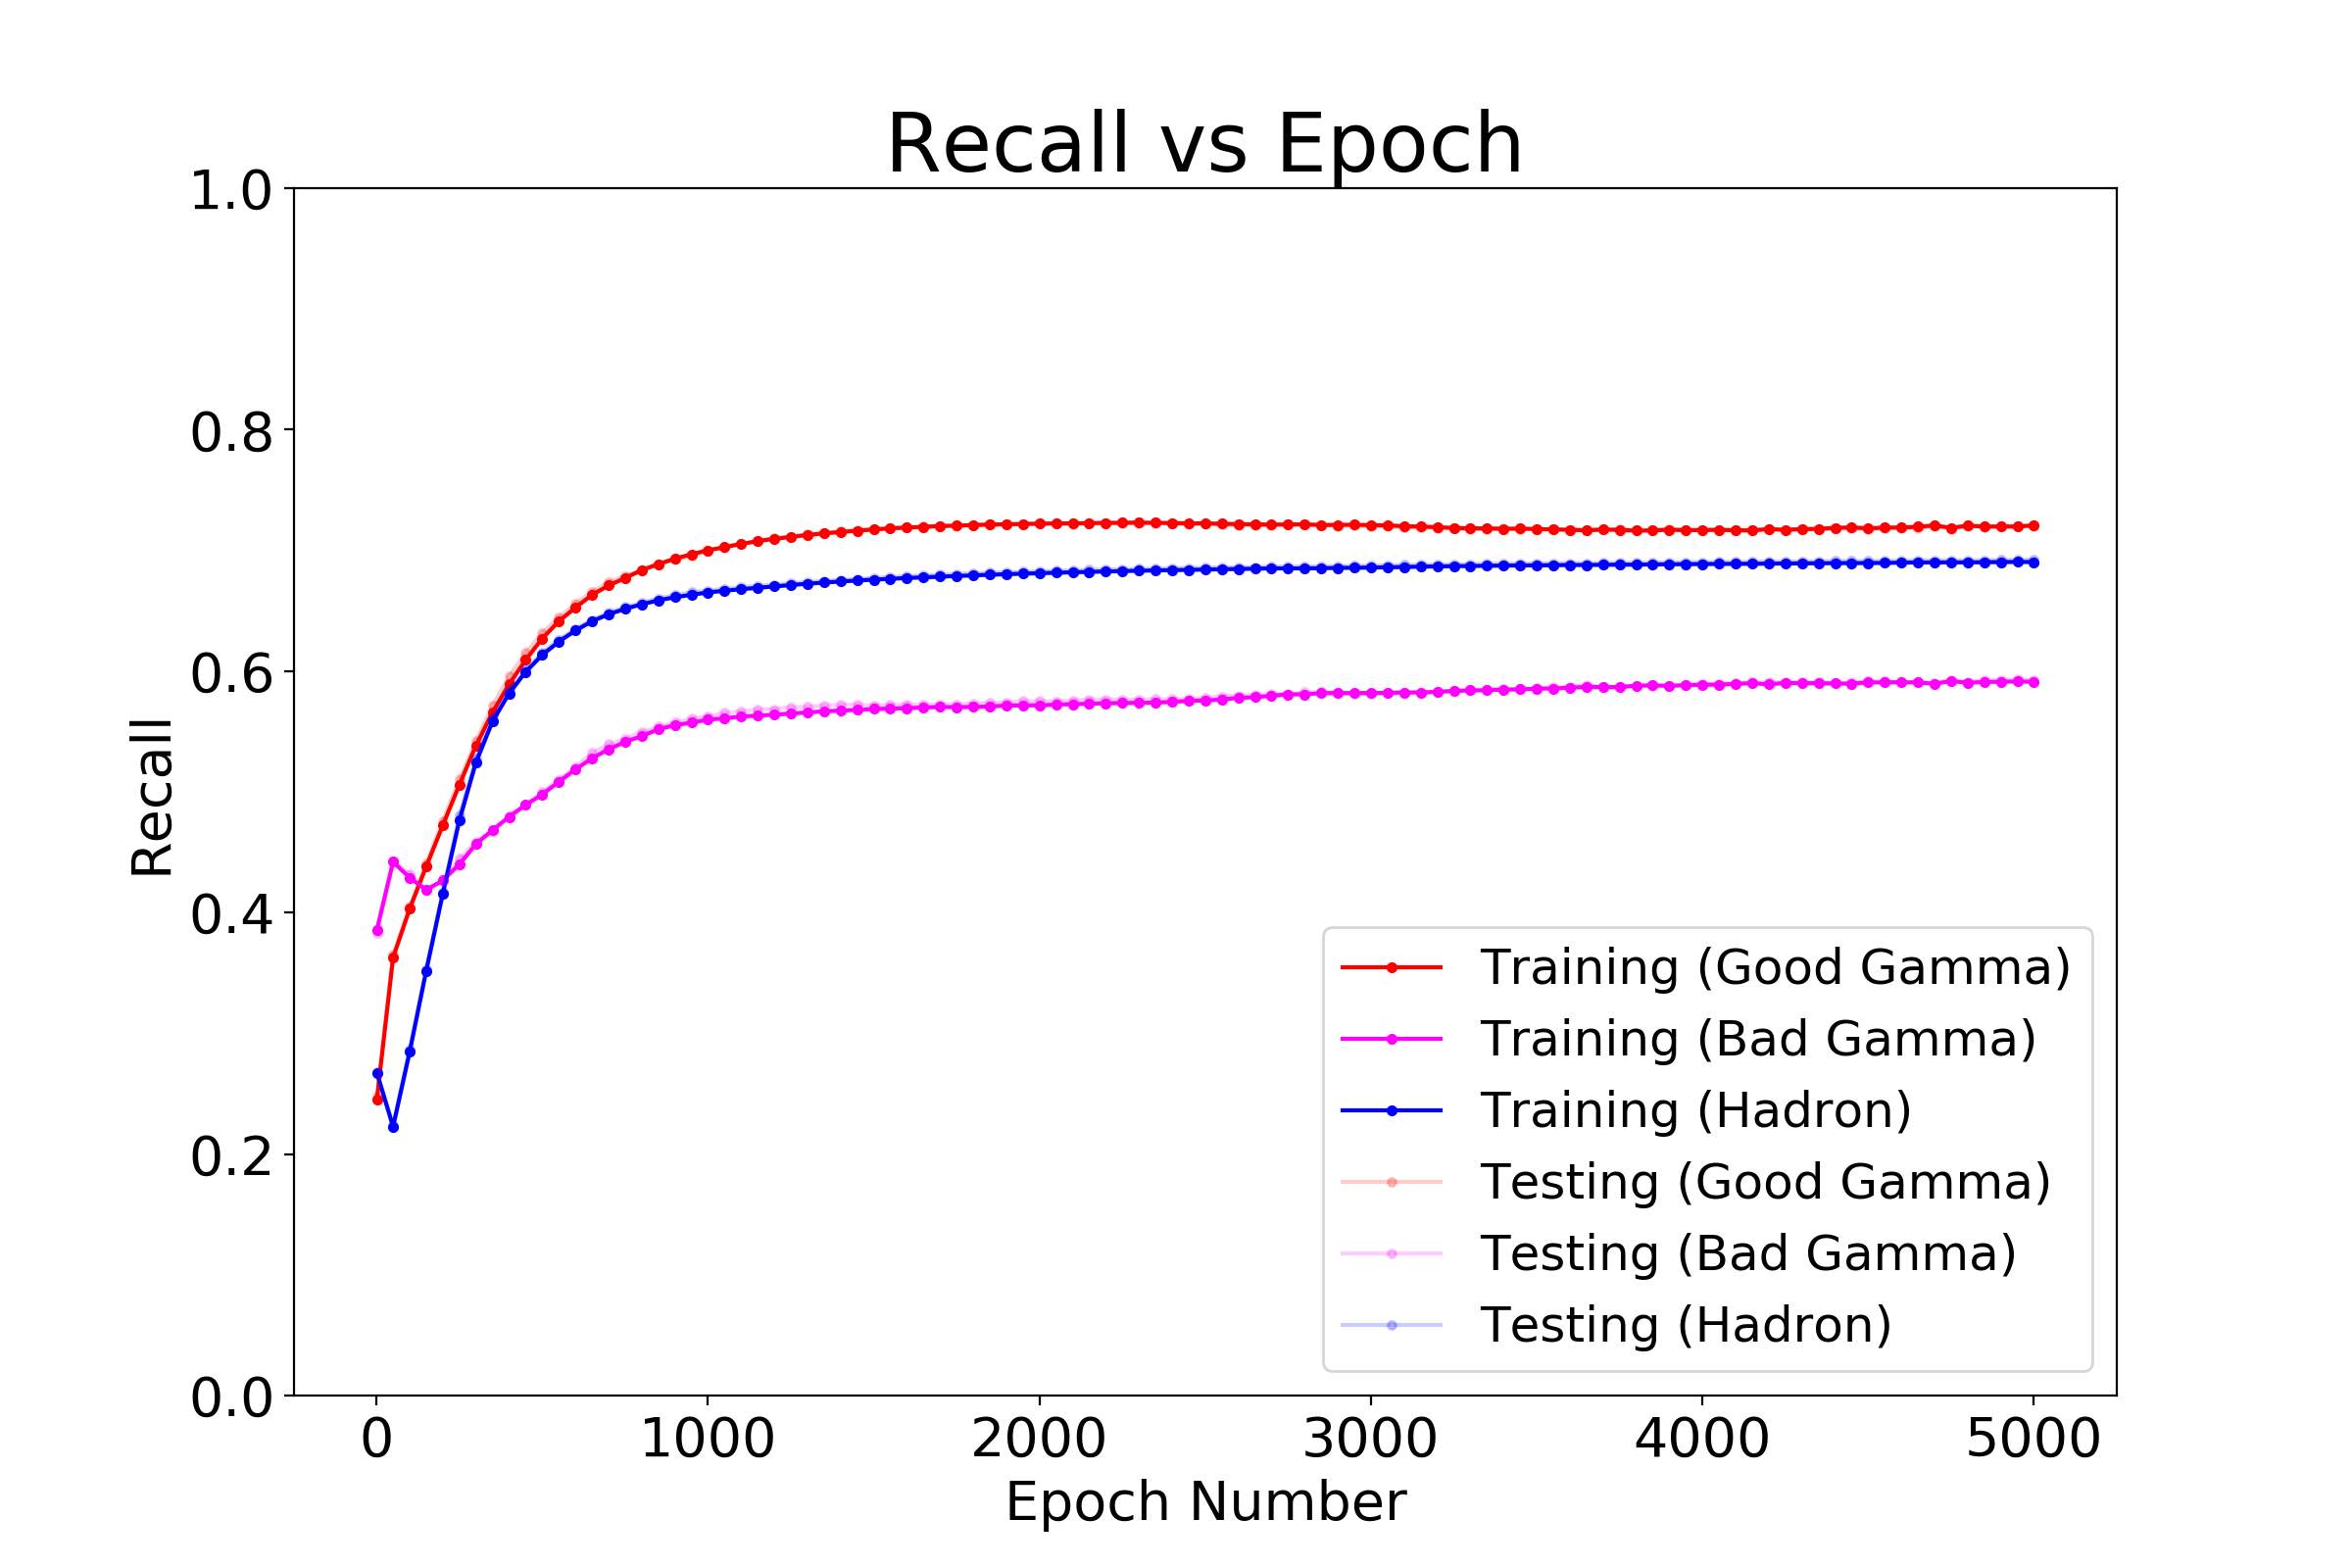 Recall vs Epoch
1.0
0.8
0.6
0.4
0.2
0.0
Recall
Training (Good Gamma)
Training (Bad Gamma)
Training (Hadron)
Testing (Good Gamma)
Testing (Bad Gamma)
Testing (Hadron)
0 1000 2000 3000 4000 5000
Epoch Number